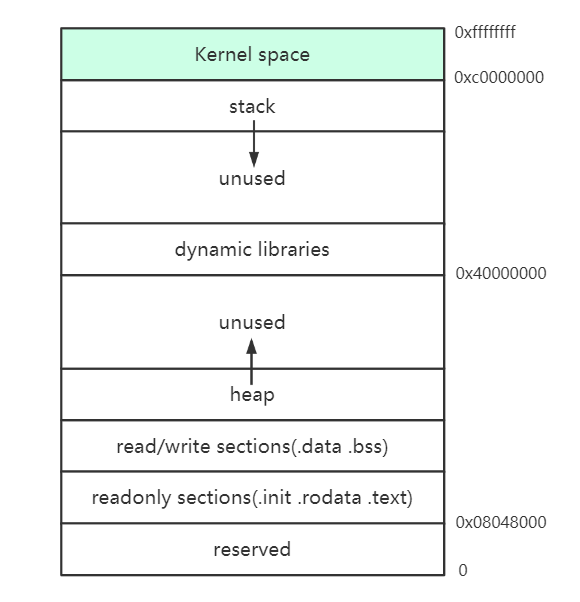 0xffffffff
Kernel space
0xc0000000
stack
unused
dynamic libraries
0x40000000
unused
heap
read/write sections(.data .bss)
readonly sections(.init .rodata .text)
0x08048000
reserved
0